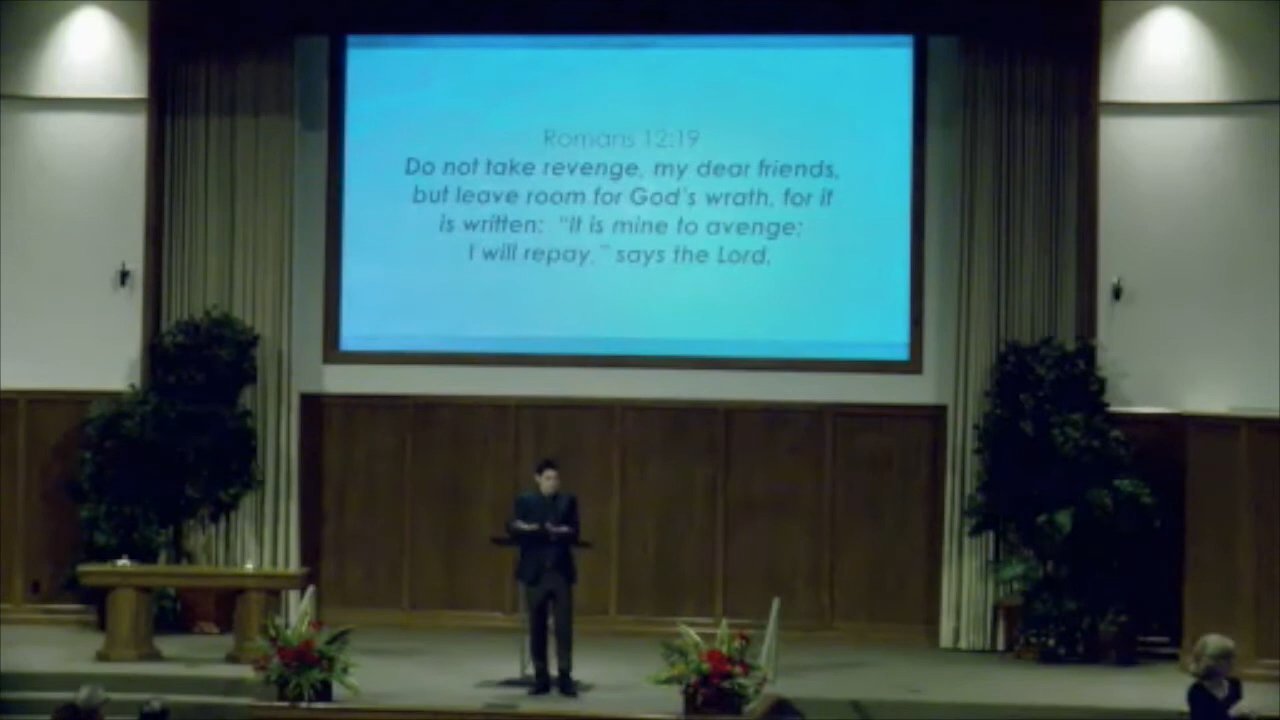 Romans 12:19
Do not take revenge, my dear friends,
but leave room for God's wrath, for it
is written: "It is mine to avenge;
I will repay," says the Lord.